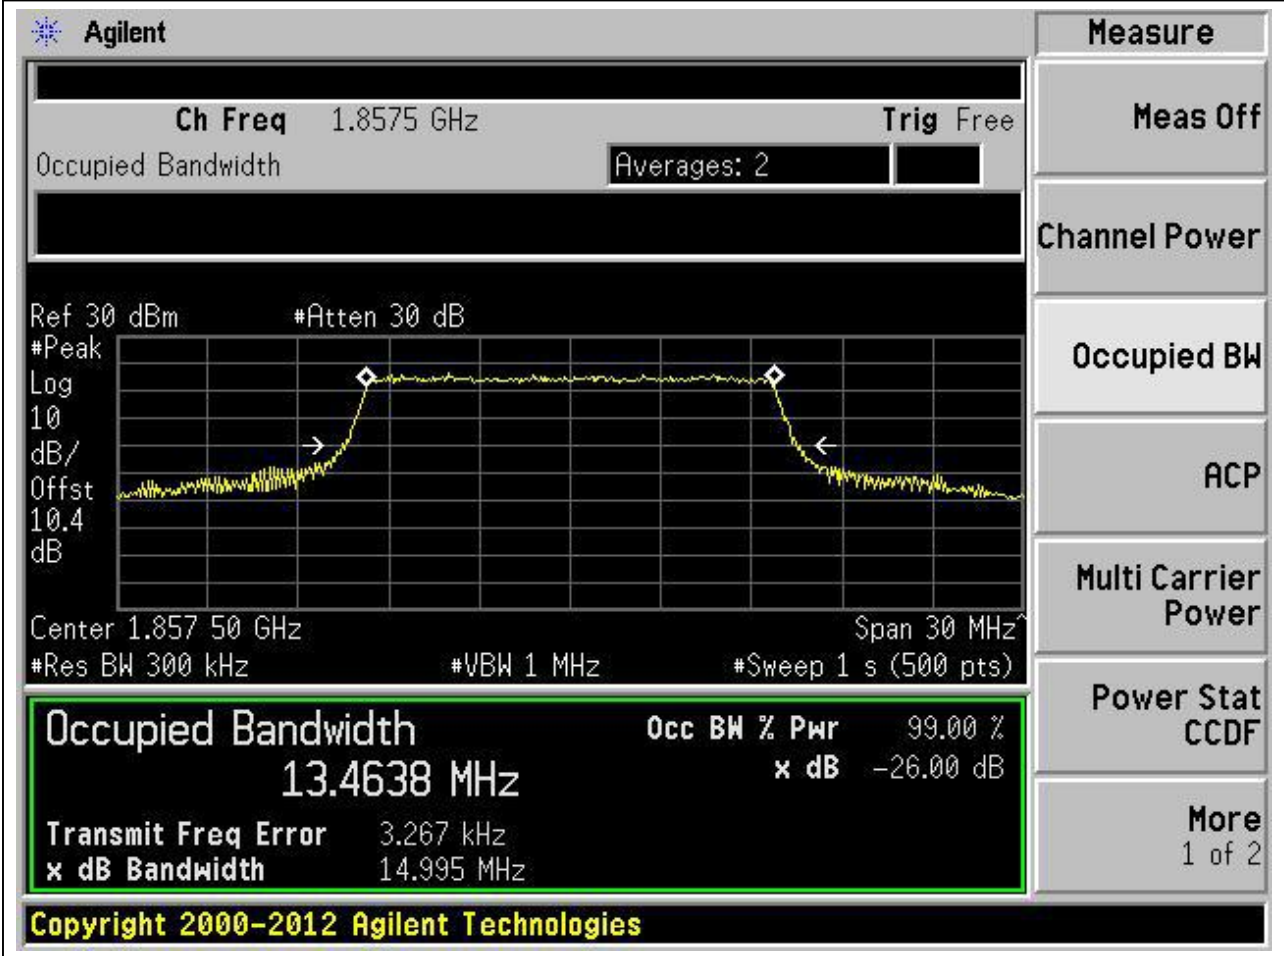 Agilent
Measure
Ch Freq 1.8575 GHz Trig Free
Occupied Bandwidth Averages: 2
Meas Off
Channel Power
Occupied BW
ACP
Multi Carrier
Power
Power Stat
CCDF
More
1 of 2
Ref 30 dBm #Atten 30 dB
#Peak
Log
10
dB/
Offst
10.4
dB
Center 1.857 50 GHz Span 30 MHz^
#Res BW 300 kHz #VBW 1 MHz #Sweep 1 s (500 pts)
Occupied Bandwidth Occ BW % Pwr 99.00 %
13.4638 MHz x dB -26.00 dB
Transmit Freq Error 3.267 kHz
x dB Bandwidth 14.995 MHz
Copyright 2000-2012 Agilent Technologies